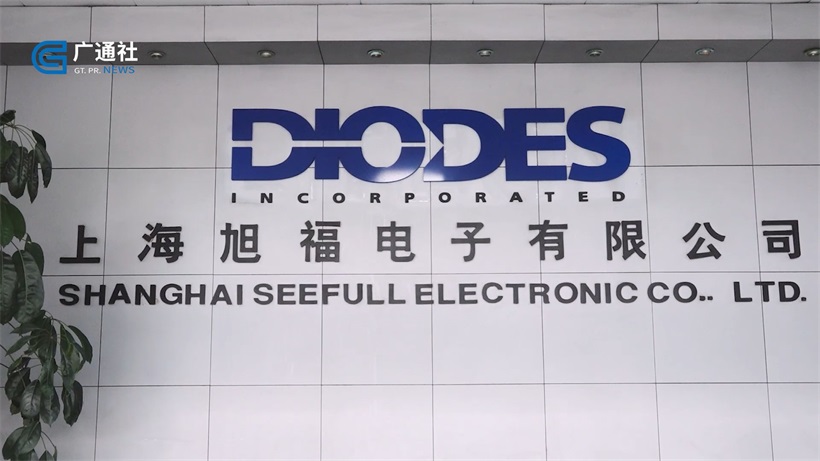 广通社
GT. PR. NEWS
DIODES
INCORPORATED
上海旭福电子有限公司
SHANGHAI SEEFULL ELECTRONIC CO.. LTD.